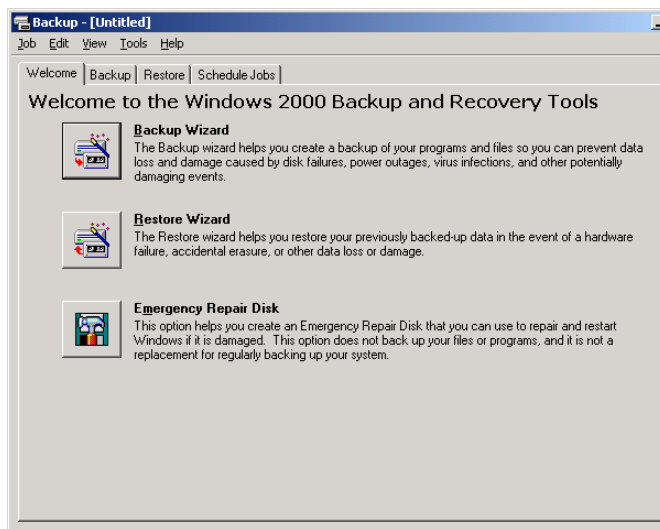 Backup - [Untitled]
Job Edit View Tools Help
Welcome Backup Restore Schedule Jobs
Welcome to the Windows 2000 Backup and Recovery Tools
Backup Wizard
The Backup wizard helps you create a backup of your programs and files so you can prevent data
loss and damage caused by disk failures, power outages, virus infections, and other potentially
damaging events.
Restore Wizard
The Restore wizard helps you restore your previously backed-up data in the event of a hardware
failure, accidental erasure, or other data loss or damage.
Emergency Repair Disk
This option helps you create an Emergency Repair Disk that you can use to repair and restart
Windows if it is damaged.  This option does not back up your files or programs, and it is not a
replacement for regularly backing up your system.